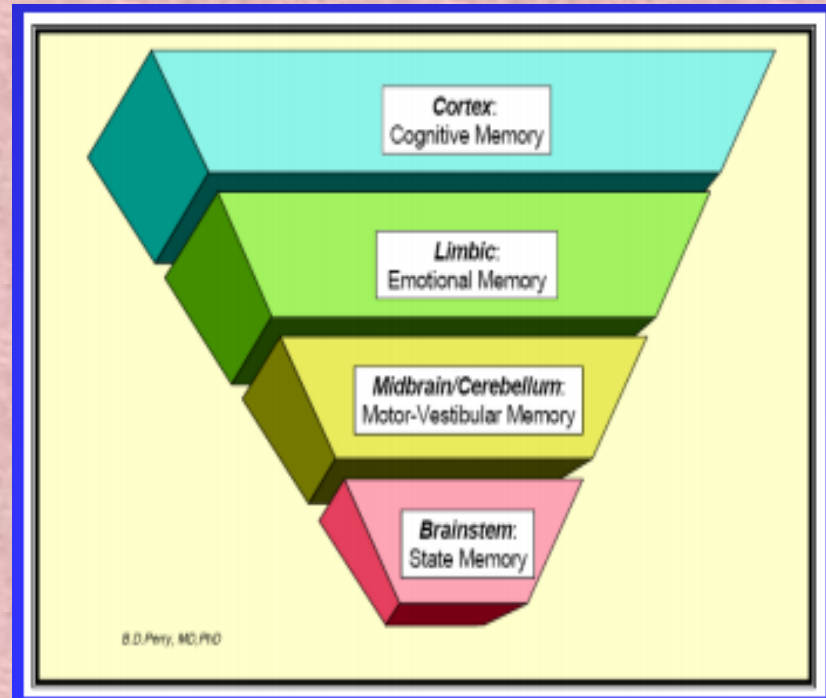 Cortex:
Cognitive Memory
Limbic:
Emotional Memory
Midbrain/Cerebellum:
Motor-Vestibular Memory
Brainstem:
State Memory
B.D.Perry, MD,PhD